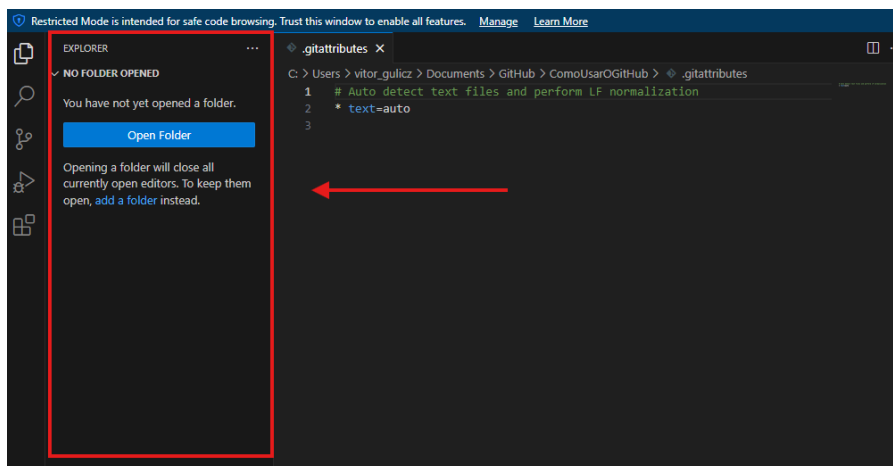 Restricted Mode is intended for safe code browsing. Trust this window to enable all features. Manage Learn More
EXPLORER ...
NO FOLDER OPENED
You have not yet opened a folder.
Open Folder
Opening a folder will close all
currently open editors. To keep them
open, add a folder instead.
.gitattributes
C: > Users > vitor_gulicz > Documents > GitHub > ComoUsarOGitHub > .gitattributes
1 # Auto detect text files and perform LF normalization
2 * text=auto
3